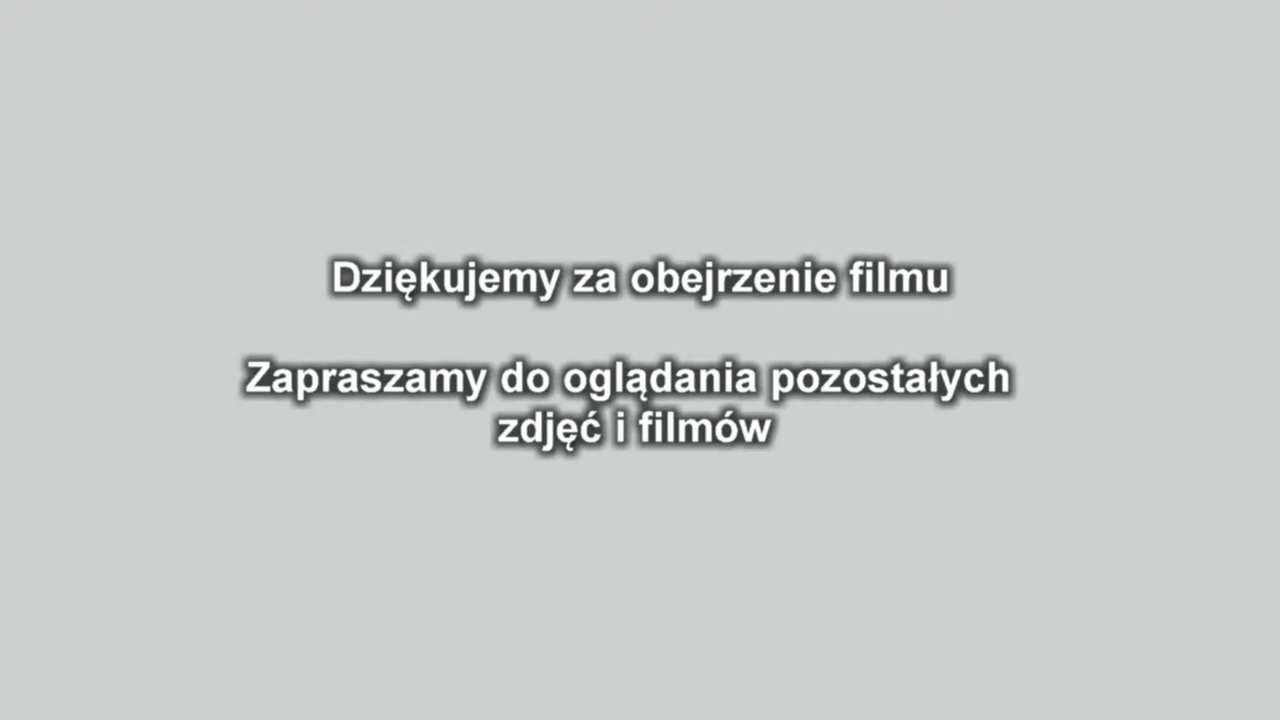 Dziękujemy za obejrzenie filmu
Zapraszamy do oglądania pozostałych
zdjęć i filmów